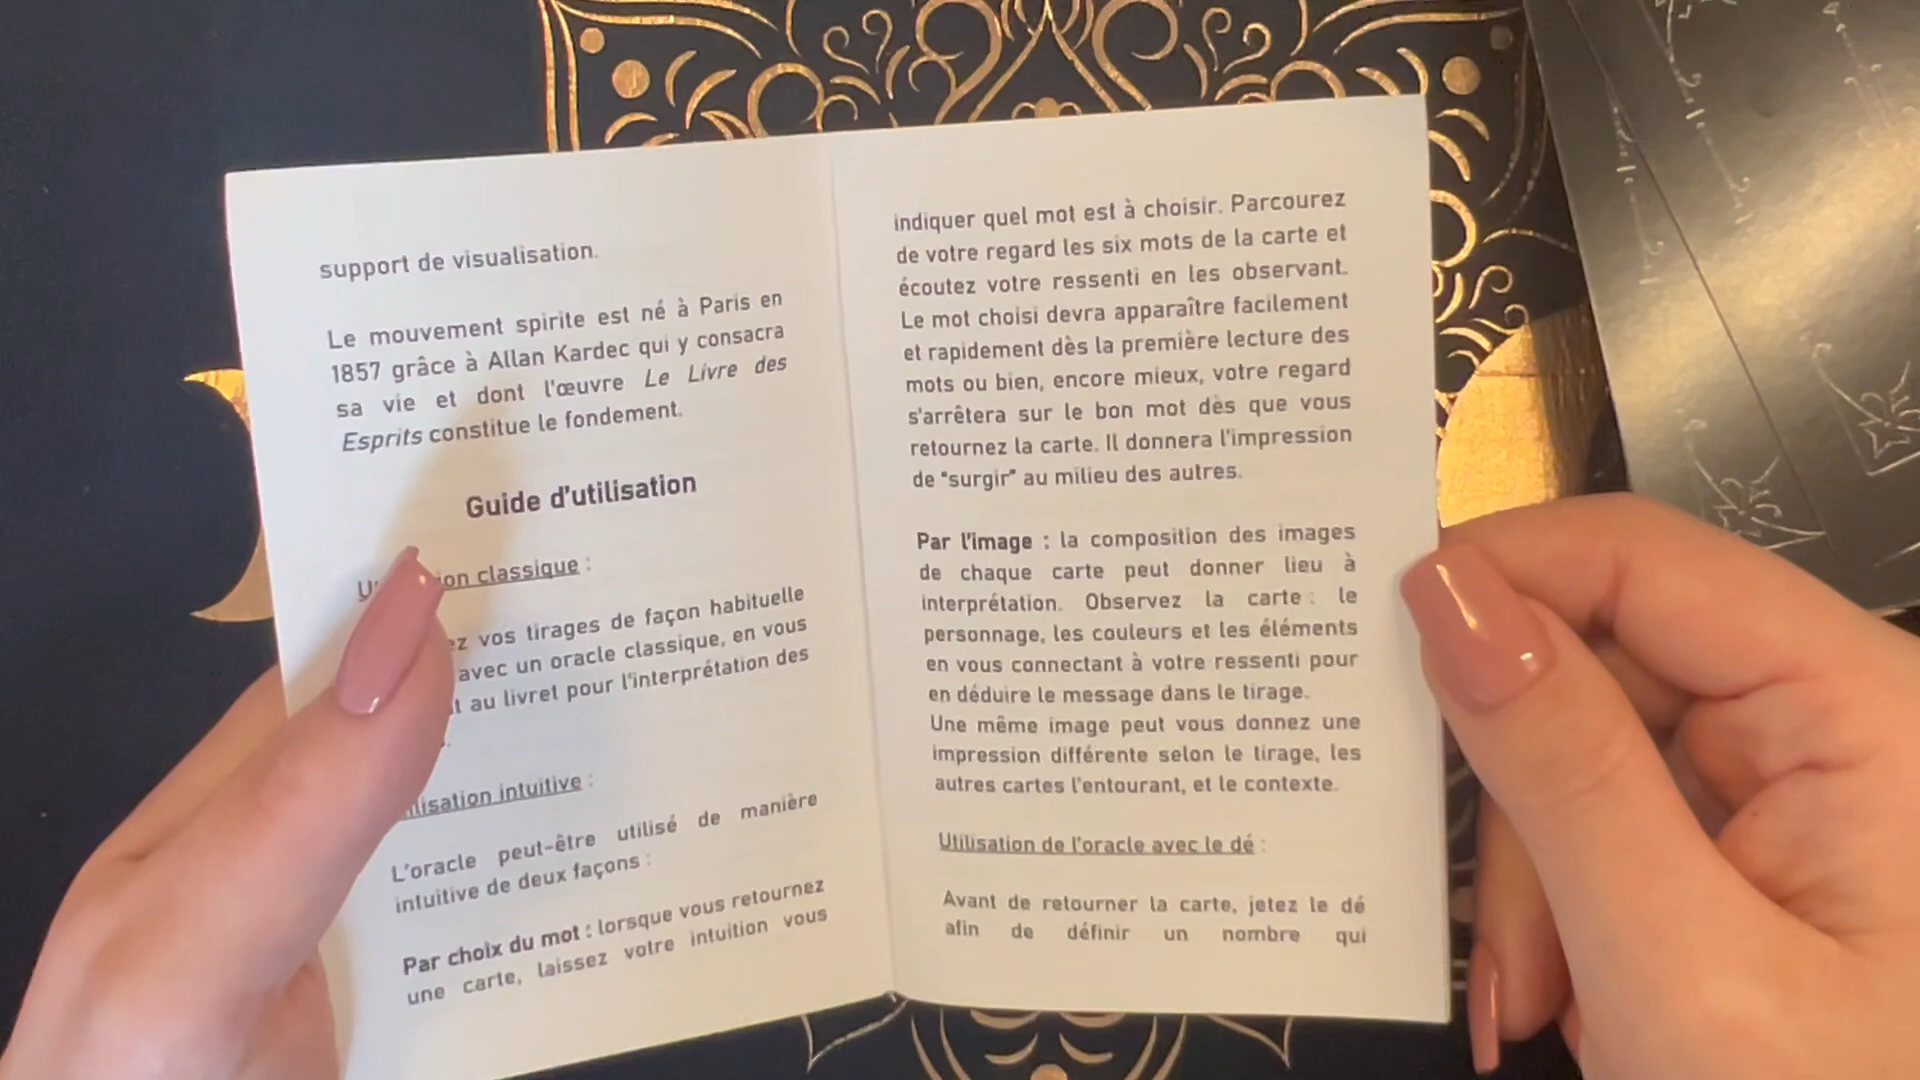 support de visualisation.
Le mouvement spirite est né à Paris en
1857 grâce à Allan Kardec qui y consacra
sa vie et dont l'œuvre Le Livre des
Esprits constitue le fondement.
Guide d'utilisation
classique :
vos tirages de façon habituelle
avec un oracle classique, en vous
au livret pour l'interprétation des
intuitive :
L'oracle peut-être utilisé de manière
intuitive de deux façons :
Par choix du mot : lorsque vous retournez
une carte, laissez votre intuition vous
indiquer quel mot est à choisir. Parcourez
de votre regard les six mots de la carte et
écoutez votre ressenti en les observant.
Le mot choisi devra apparaître facilement
et rapidement dès la première lecture des
mots ou bien, encore mieux, votre regard
s'arrêtera sur le bon mot dès que vous
retournez la carte. Il donnera l'impression
de "surgir" au milieu des autres.
Par l'image : la composition des images
de chaque carte peut donner lieu à
interprétation. Observez la carte : le
personnage, les couleurs et les éléments
en vous connectant à votre ressenti pour
en déduire le message dans le tirage.
Une même image peut vous donnez une
impression différente selon le tirage, les
autres cartes l'entourant, et le contexte.
Utilisation de l'oracle avec le dé :
Avant de retourner la carte, jetez le dé
afin de définir un nombre qui